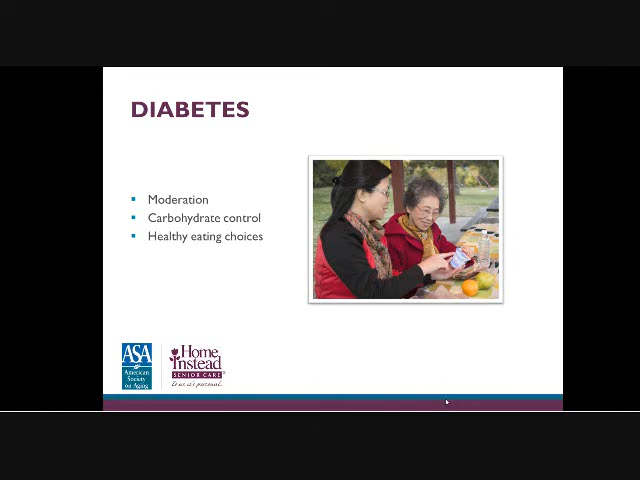 DIABETES
Moderation
Carbohydrate control
Healthy eating choices
ASA
American
Society
on Aging
Home
Instead
SENIOR CARE®
To us, it's personal.